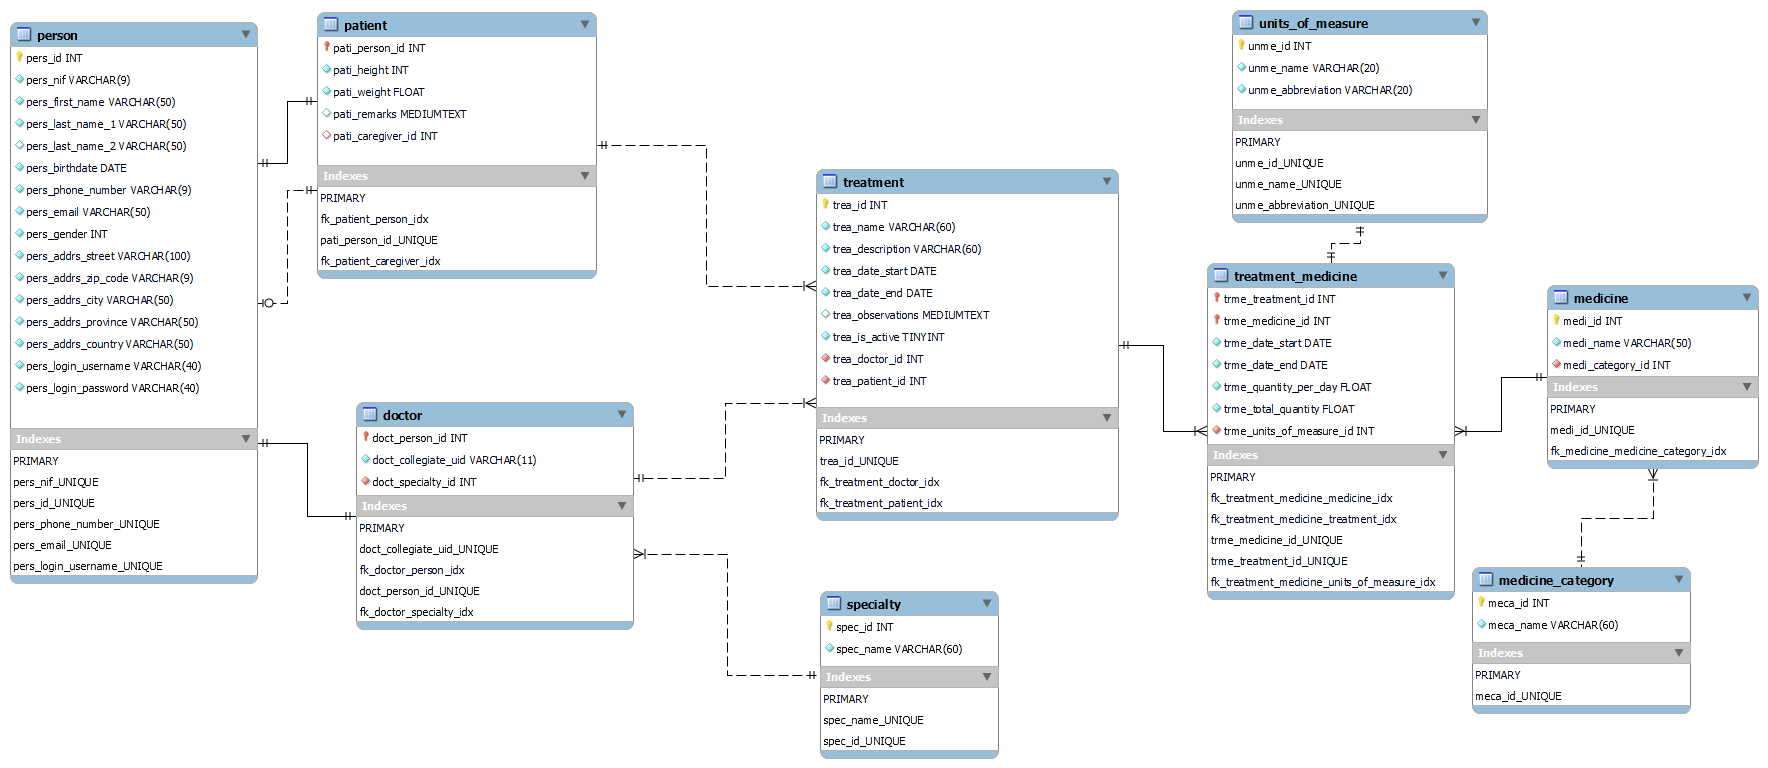 person
pers_id INT
pers_nif VARCHAR(9)
pers_first_name VARCHAR(50)
pers_last_name_1 VARCHAR(50)
pers_last_name_2 VARCHAR(50)
pers_birthdate DATE
pers_phone_number VARCHAR(9)
pers_email VARCHAR(50)
pers_gender INT
pers_addrs_street VARCHAR(100)
pers_addrs_zip_code VARCHAR(9)
pers_addrs_city VARCHAR(50)
pers_addrs_province VARCHAR(50)
pers_addrs_country VARCHAR(50)
pers_login_username VARCHAR(40)
pers_login_password VARCHAR(40)
Indexes
PRIMARY
pers_nif_UNIQUE
pers_id_UNIQUE
pers_phone_number_UNIQUE
pers_email_UNIQUE
pers_login_username_UNIQUE
patient
pati_person_id INT
pati_height INT
pati_weight FLOAT
pati_remarks MEDIUMTEXT
pati_caregiver_id INT
Indexes
PRIMARY
fk_patient_person_idx
pati_person_id_UNIQUE
fk_patient_caregiver_idx
doctor
doct_person_id INT
doct_collegiate_uid VARCHAR(11)
doct_specialty_id INT
Indexes
PRIMARY
doct_collegiate_uid_UNIQUE
fk_doctor_person_idx
doct_person_id_UNIQUE
fk_doctor_specialty_idx
treatment
trea_id INT
trea_name VARCHAR(60)
trea_description VARCHAR(60)
trea_date_start DATE
trea_date_end DATE
trea_observations MEDIUMTEXT
trea_is_active TINYINT
trea_doctor_id INT
trea_patient_id INT
Indexes
PRIMARY
trea_id_UNIQUE
fk_treatment_doctor_idx
fk_treatment_patient_idx
specialty
spec_id INT
spec_name VARCHAR(60)
Indexes
PRIMARY
spec_name_UNIQUE
spec_id_UNIQUE
units_of_measure
unme_id INT
unme_name VARCHAR(20)
unme_abbreviation VARCHAR(20)
Indexes
PRIMARY
unme_id_UNIQUE
unme_name_UNIQUE
unme_abbreviation_UNIQUE
treatment_medicine
trme_treatment_id INT
trme_medicine_id INT
trme_date_start DATE
trme_date_end DATE
trme_quantity_per_day FLOAT
trme_total_quantity FLOAT
trme_units_of_measure_id INT
Indexes
PRIMARY
fk_treatment_medicine_medicine_idx
fk_treatment_medicine_treatment_idx
trme_medicine_id_UNIQUE
trme_treatment_id_UNIQUE
fk_treatment_medicine_units_of_measure_idx
medicine
medi_id INT
medi_name VARCHAR(50)
medi_category_id INT
Indexes
PRIMARY
medi_id_UNIQUE
fk_medicine_medicine_category_idx
medicine_category
meca_id INT
meca_name VARCHAR(60)
Indexes
PRIMARY
meca_id_UNIQUE